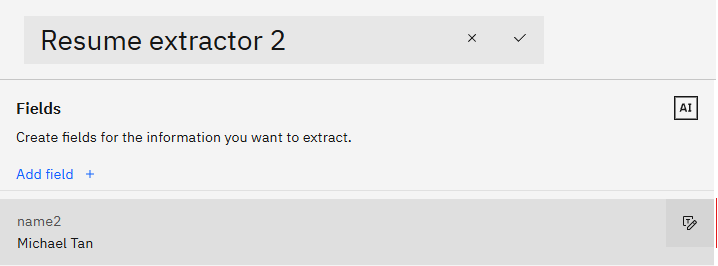 Resume extractor 2
Fields
AI
Create fields for the information you want to extract.
Add field +
name2
Michael Tan